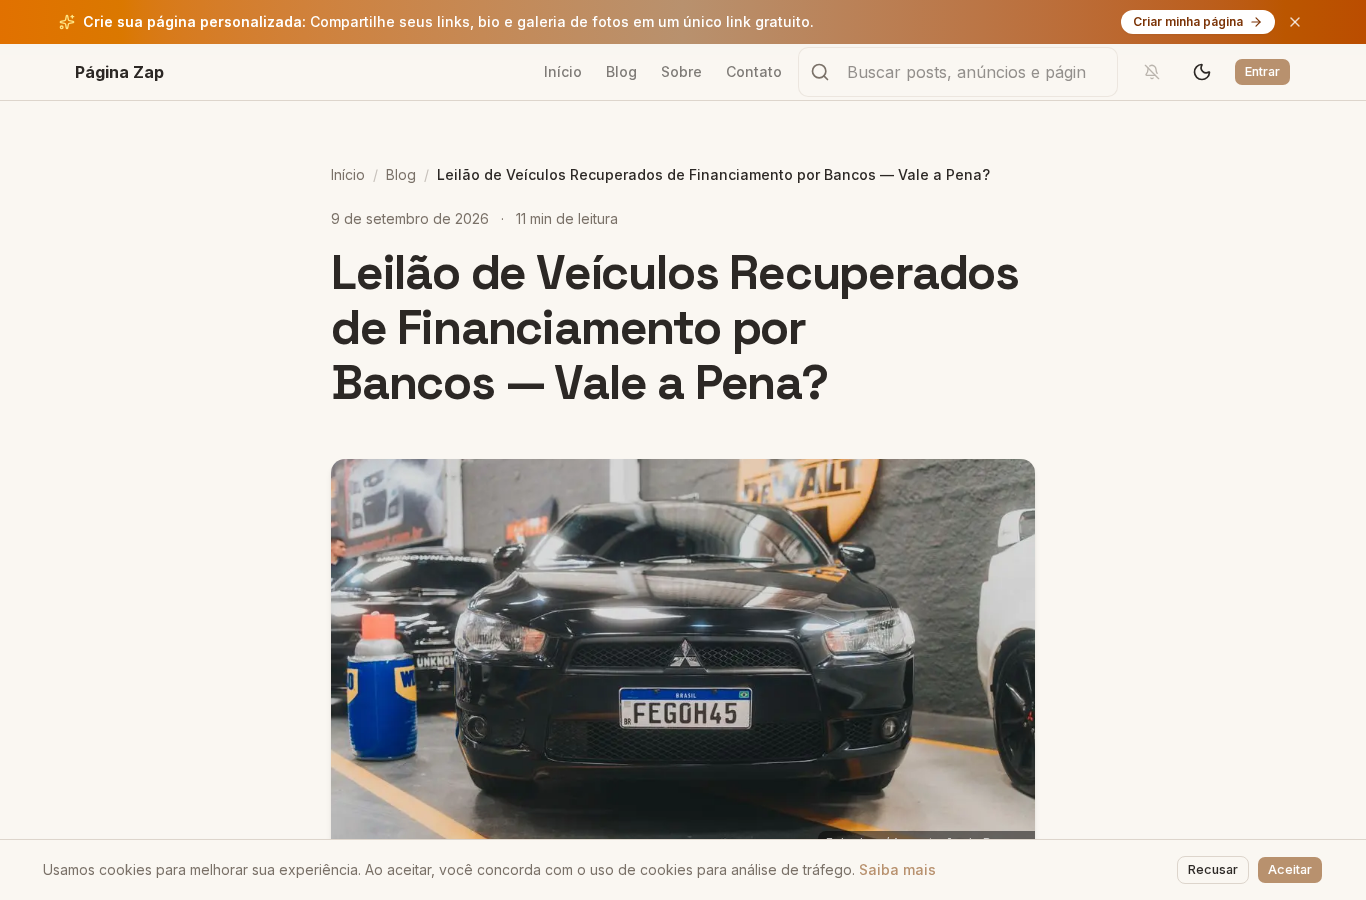 Crie sua página personalizada: Compartilhe seus links, bio e galeria de fotos em um único link gratuito.
Criar minha página
Página Zap
Início
Blog
Sobre
Contato
Buscar posts, anúncios e págin
Entrar
Início / Blog / Leilão de Veículos Recuperados de Financiamento por Bancos — Vale a Pena?
9 de setembro de 2026 · 11 min de leitura
Leilão de Veículos Recuperados
de Financiamento por
Bancos — Vale a Pena?
DEWALT
BRASIL
BR
FEGOH45
UNKNOW
Usamos cookies para melhorar sua experiência. Ao aceitar, você concorda com o uso de cookies para análise de tráfego. Saiba mais
Recusar
Aceitar